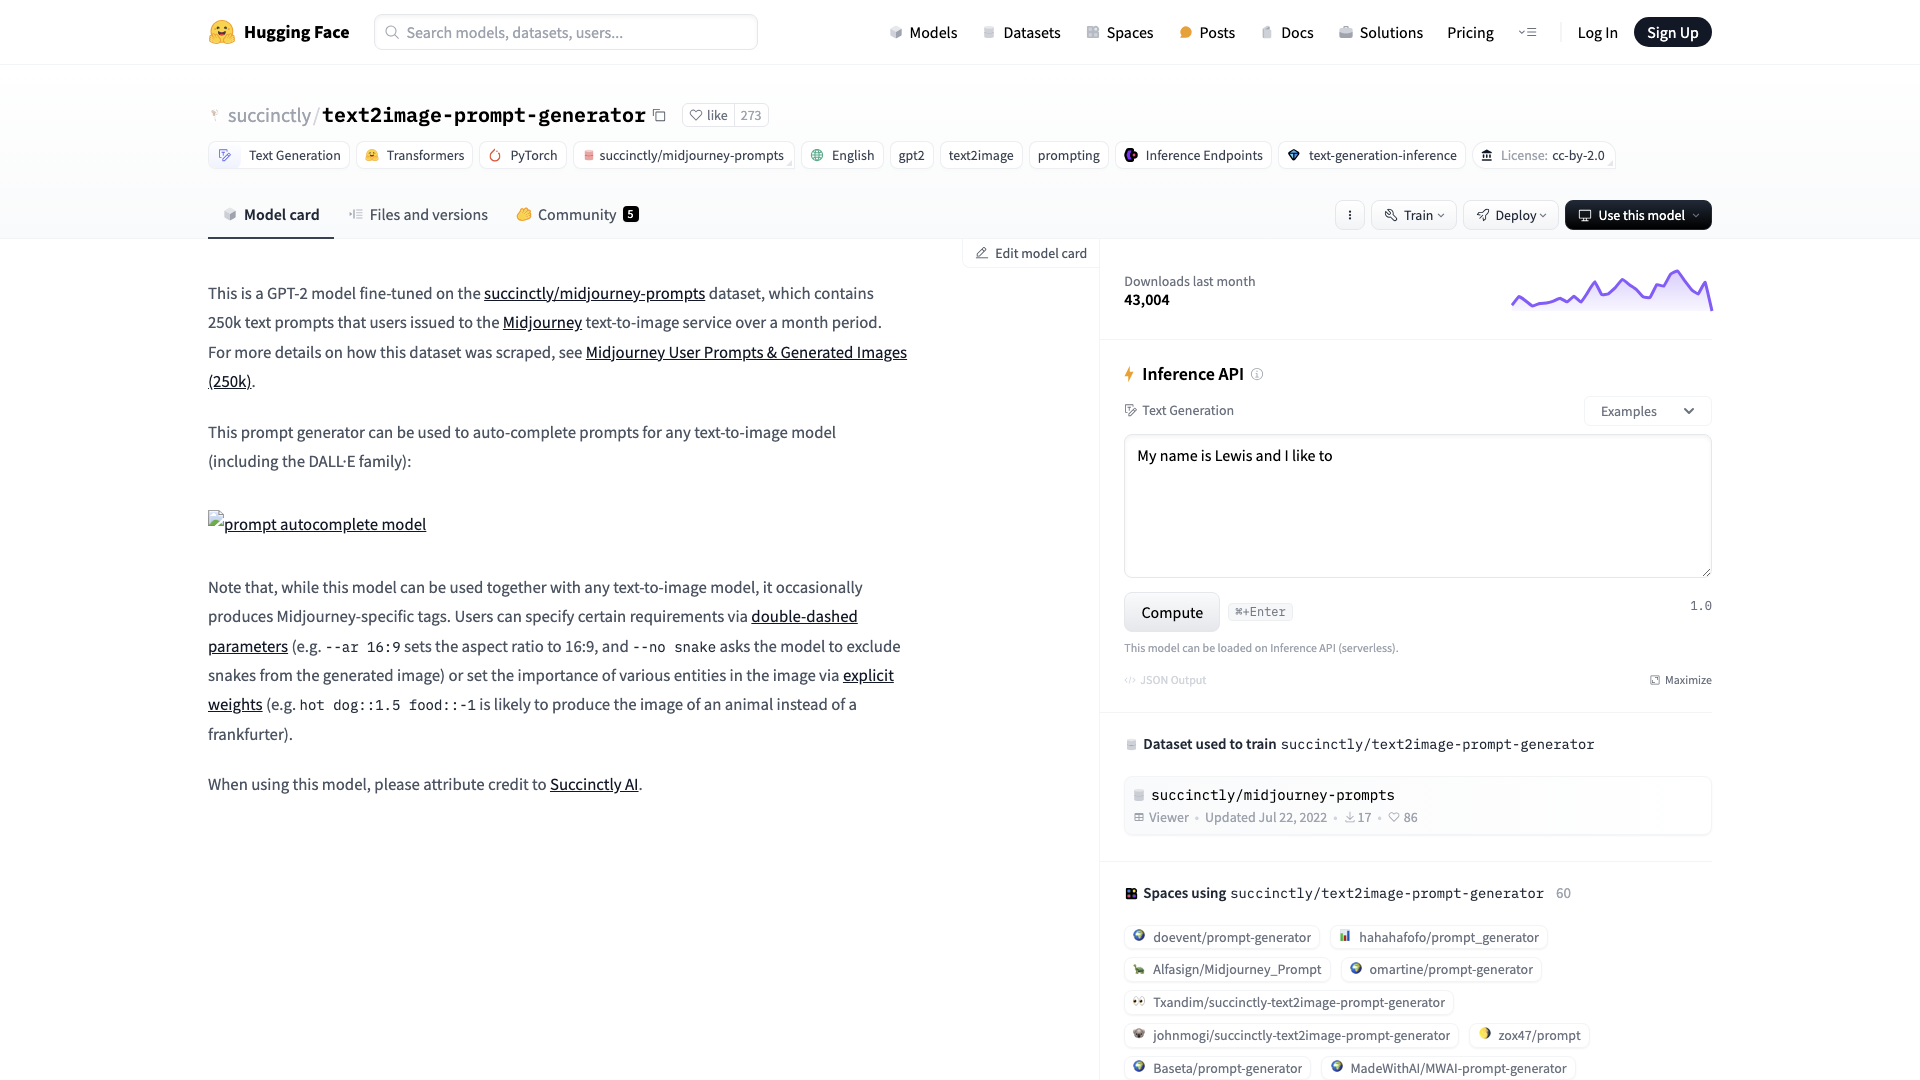 Hugging Face
Search models, datasets, users...
Models
Datasets
Spaces
Posts
Docs
Solutions
Pricing
Log In
Sign Up
succinctly/text2image-prompt-generator
like 273
Text Generation
Transformers
PyTorch
succinctly/midjourney-prompts
English
gpt2
text2image
prompting
Inference Endpoints
text-generation-inference
License: cc-by-2.0
Model card
Files and versions
Community 5
Train
Deploy
Use this model
Edit model card
This is a GPT-2 model fine-tuned on the succinctly/midjourney-prompts dataset, which contains
250k text prompts that users issued to the Midjourney text-to-image service over a month period.
For more details on how this dataset was scraped, see Midjourney User Prompts & Generated Images
(250k).
This prompt generator can be used to auto-complete prompts for any text-to-image model
(including the DALL·E family):
prompt autocomplete model
Note that, while this model can be used together with any text-to-image model, it occasionally
produces Midjourney-specific tags. Users can specify certain requirements via double-dashed
parameters (e.g. --ar 16:9 sets the aspect ratio to 16:9, and --no snake asks the model to exclude
snakes from the generated image) or set the importance of various entities in the image via explicit
weights (e.g. hot dog::1.5 food::-1 is likely to produce the image of an animal instead of a
frankfurter).
When using this model, please attribute credit to Succinctly AI.
Downloads last month
43,004
Inference API
Text Generation
Examples
My name is Lewis and I like to
Compute
⌘+Enter
1.0
This model can be loaded on Inference API (serverless).
JSON Output
Maximize
Dataset used to train succinctly/text2image-prompt-generator
succinctly/midjourney-prompts
Viewer • Updated Jul 22, 2022 • 17 • 86
Spaces using succinctly/text2image-prompt-generator 60
doevent/prompt-generator
hahahafofo/prompt_generator
Alfasign/Midjourney_Prompt
omartine/prompt-generator
Txandim/succinctly-text2image-prompt-generator
johnmogi/succinctly-text2image-prompt-generator
zox47/prompt
Baseta/prompt-generator
MadeWithAI/MWAI-prompt-generator